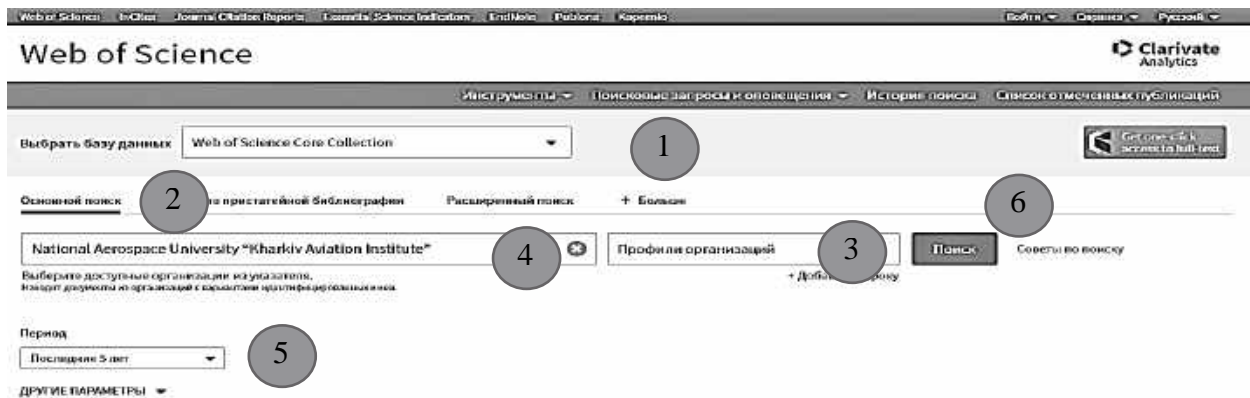 Web of Science InCites Journal Citation Reports Essential Science Indicators EndNote Publons Kopernio Войти Справка Русский
Web of Science
Clarivate
Analytics
Инструменты Поисковые запросы и оповещения История поиска Список отмеченных публикаций
Выбрать базу данных Web of Science Core Collection 1
Get one-click
access to full-text
Основной поиск 2 пристатейной библиографии Расширенный поиск + Больше 6
National Aerospace University "Kharkiv Aviation Institute" 4 Профили организаций 3 Поиск Советы по поиску
Выберите доступные организации из указателя.
Находит документы из организаций с вариантами идентифицированных имен.
Период
Последние 5 лет 5
ДРУГИЕ ПАРАМЕТРЫ